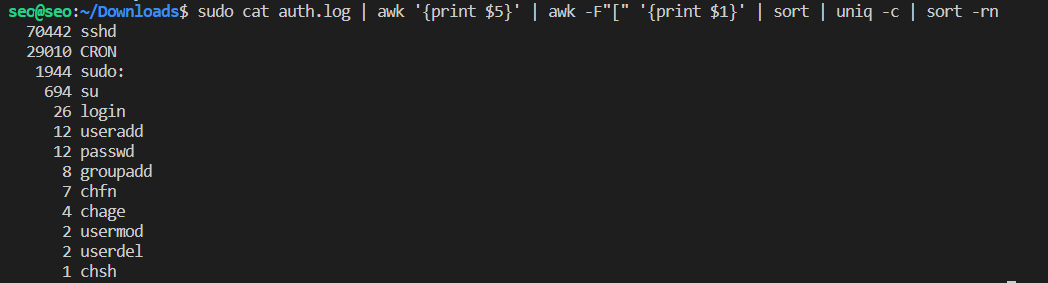 seo@seo:~/Downloads$ sudo cat auth.log | awk '{print $5}' | awk -F"[" '{print $1}' | sort | uniq -c | sort -rn
70442 sshd
29010 CRON
1944 sudo:
694 su
26 login
12 useradd
12 passwd
8 groupadd
7 chfn
4 chage
2 usermod
2 userdel
1 chsh